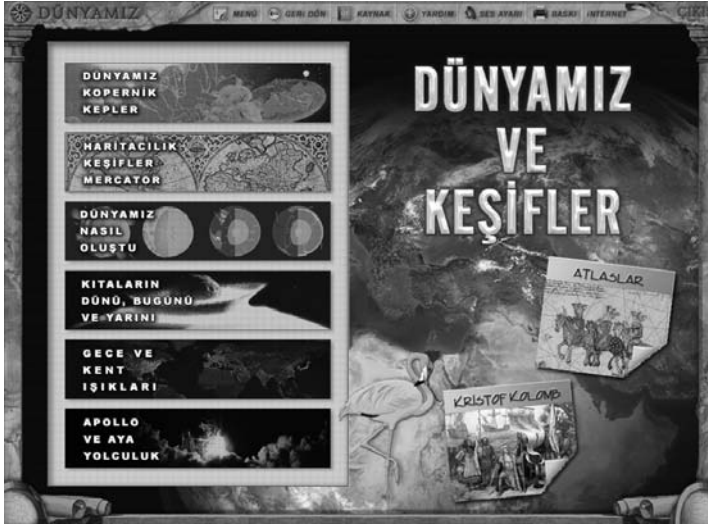 DÜNYAMIZ
MENÜ
GERİ DÖN
KAYNAK
YARDIM
SES AYARI
BASKI
INTERNET
DÜNYAMIZ
KOPERNİK
KEPLER
HARİTACILIK
KEŞİFLER
MERCATOR
DÜNYAMIZ
NASIL
OLUŞTU
KITALARIN
DÜNÜ, BUGÜNÜ
VE YARINI
GECE VE
KENT
IŞIKLARI
APOLLO
VE AYA
YOLCULUK
DÜNYAMIZ
VE
KEŞİFLER
ATLASLAR
KRİSTOF KOLOMB